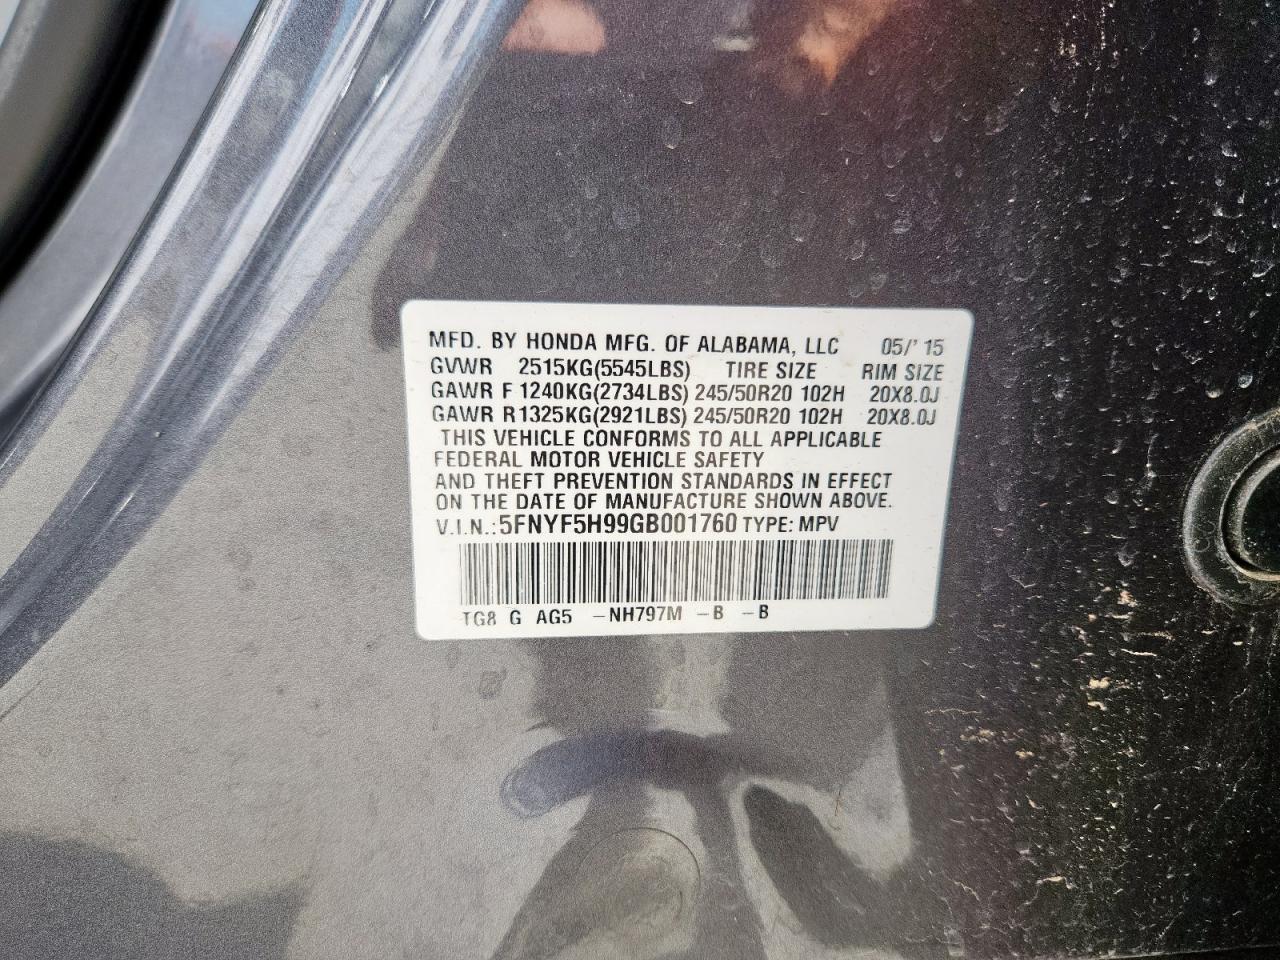 MFD. BY HONDA MFG. OF ALABAMA, LLC 05/'15
GVWR 2515KG(5545LBS) TIRE SIZE RIM SIZE
GAWR F 1240KG(2734LBS) 245/50R20 102H 20X8.0J
GAWR R 1325KG(2921LBS) 245/50R20 102H 20X8.0J
THIS VEHICLE CONFORMS TO ALL APPLICABLE
FEDERAL MOTOR VEHICLE SAFETY
AND THEFT PREVENTION STANDARDS IN EFFECT
ON THE DATE OF MANUFACTURE SHOWN ABOVE.
V.I.N.: 5FNYF5H99GB001760 TYPE: MPV
TG8 G AG5 -NH797M -B -B